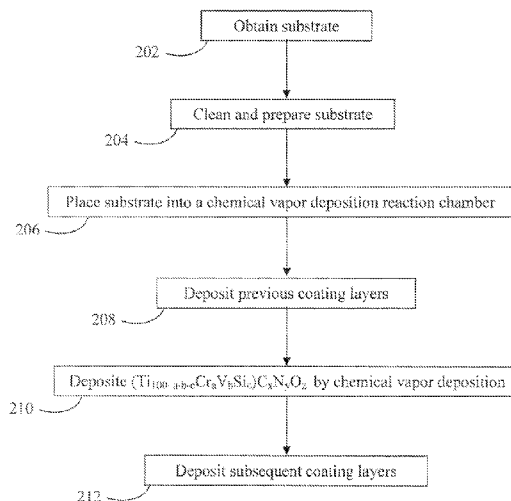 Obtain substrate
202
Clean and prepare substrate
204
Place substrate into a chemical vapor deposition reaction chamber
206
Deposit previous coating layers
208
Deposite (Ti₁₀₀₋ₐ₋b₋cCrₐVbSic)CₓNᵥO_z by chemical vapor deposition
210
Deposit subsequent coating layers
212